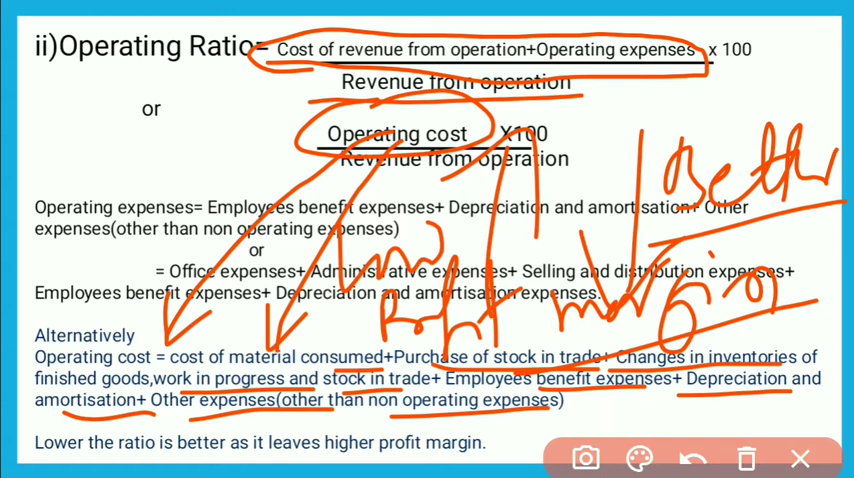 ii)Operating Ratio= Cost of revenue from operation+Operating expenses x 100
Revenue from operation
or
Operating cost X100
Revenue from operation
Operating expenses= Employees benefit expenses+ Depreciation and amortisation+ Other
expenses(other than non operating expenses)
or
= Office expenses+ Administrative expenses+ Selling and distribution expenses+
Employees benefit expenses+ Depreciation and amortisation expenses.
Better
Profit
Alternatively
Operating cost = cost of material consumed+Purchase of stock in trade+ Changes in inventories of
finished goods,work in progress and stock in trade+ Employees benefit expenses+ Depreciation and
amortisation+ Other expenses(other than non operating expenses)
Lower the ratio is better as it leaves higher profit margin.